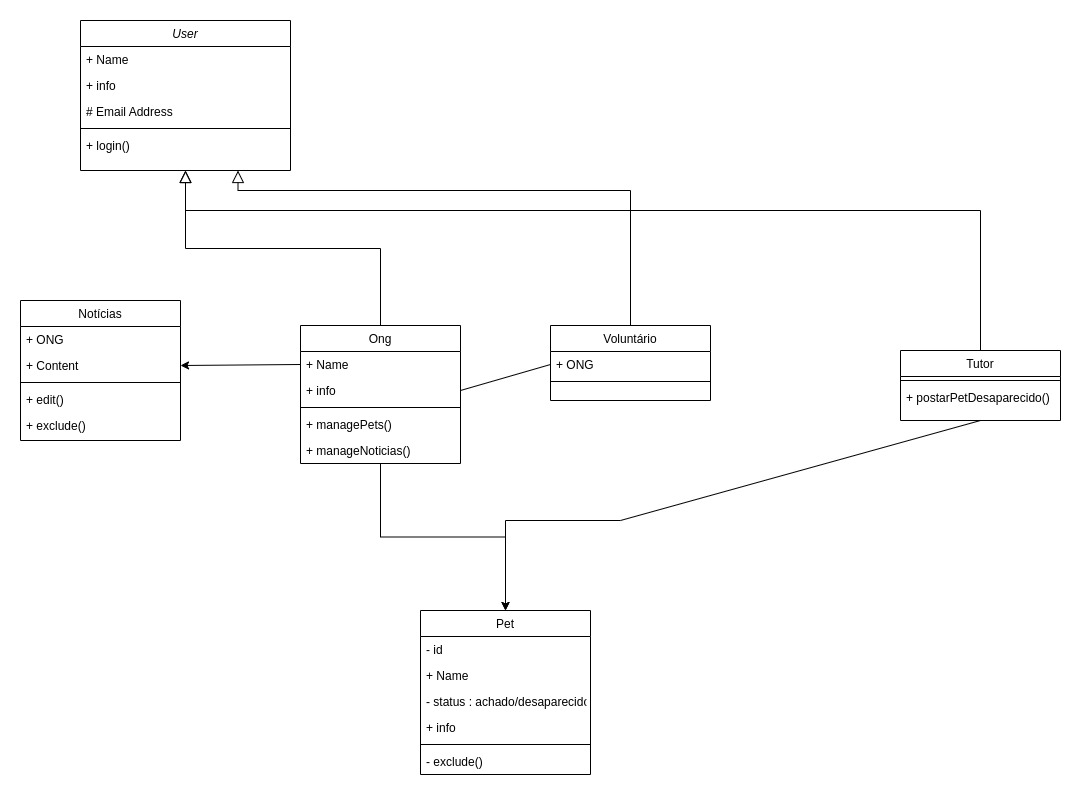 User
+ Name
+ info
# Email Address
+ login()
Notícias
+ ONG
+ Content
+ edit()
+ exclude()
Ong
+ Name
+ info
+ managePets()
+ manageNoticias()
Voluntário
+ ONG
Tutor
+ postarPetDesaparecido()
Pet
- id
+ Name
- status : achado/desaparecido
+ info
- exclude()